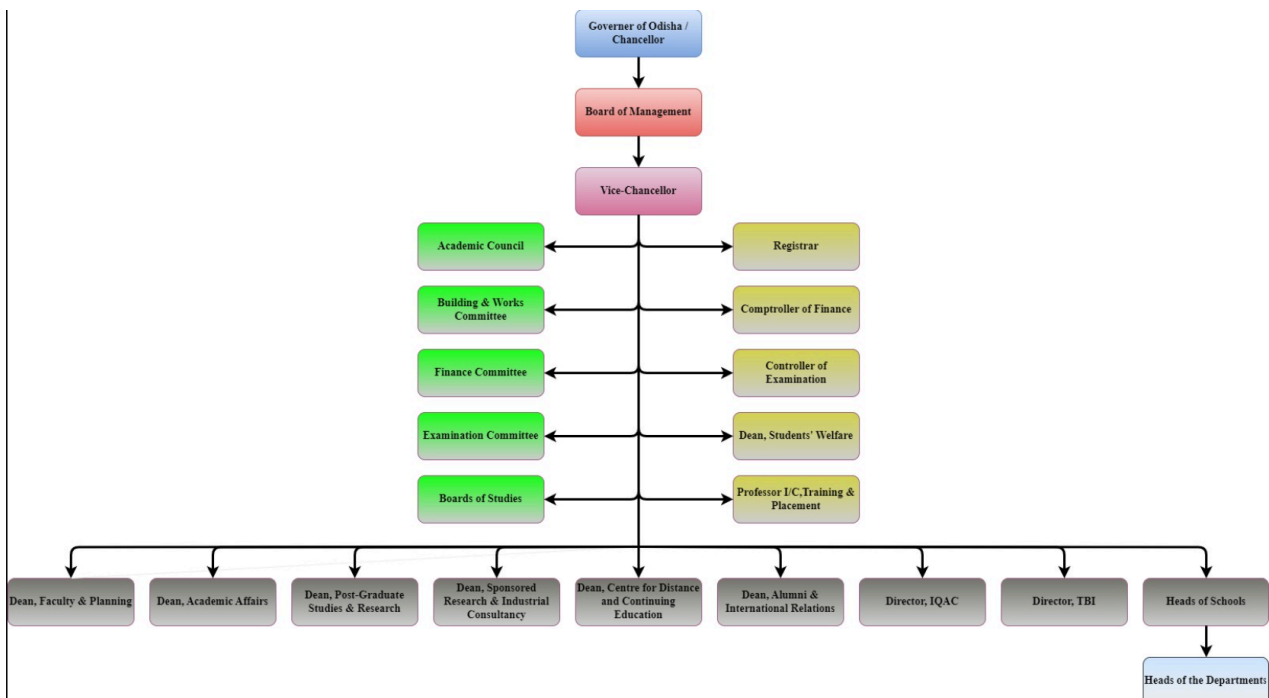 Governer of Odisha /
Chancellor
Board of Management
Vice-Chancellor
Academic Council
Registrar
Building & Works
Committee
Comptroller of Finance
Finance Committee
Controller of
Examination
Examination Committee
Dean, Students' Welfare
Boards of Studies
Professor I/C,Training &
Placement
Dean, Faculty & Planning
Dean, Academic Affairs
Dean, Post-Graduate
Studies & Research
Dean, Sponsored
Research & Industrial
Consultancy
Dean, Centre for Distance
and Continuing
Education
Dean, Alumni &
International Relations
Director, IQAC
Director, TBI
Heads of Schools
Heads of the Departments